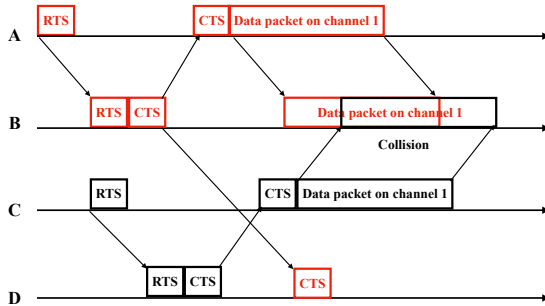 RTS
CTS Data packet on channel 1
A
RTS CTS
Data packet on channel 1
B
Collision
RTS
CTS Data packet on channel 1
C
RTS CTS
CTS
D